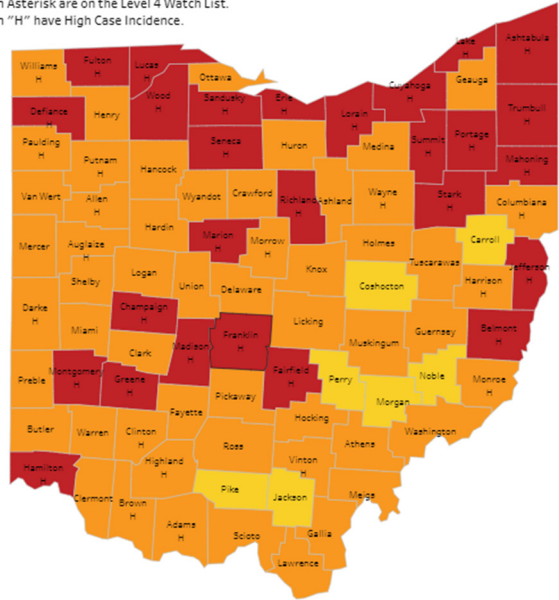 n Asterisk are on the Level 4 Watch List.
n "H" have High Case Incidence.
Lake
H
Ashtabula
H
Williams
H
Fulton
H
Lucas
H
Ottawa
Geauga
Cuyahoga
H
Wood
H
Sandusky
H
Erie
H
Lorain
H
Trumbull
H
Defiance
H
Henry
Seneca
H
Huron
Medina
H
Summit
H
Portage
H
Mahoning
H
Paulding
H
Putnam
H
Hancock
Wyandot
Crawford
Richland
H
Ashland
Wayne
H
Stark
H
Columbiana
H
Van Wert
Allen
H
Hardin
Marion
H
Morrow
H
Holmes
Tuscarawas
Carroll
Jefferson
H
Mercer
Auglaize
H
Logan
Union
Delaware
Knox
Coshocton
Harrison
H
Shelby
Darke
H
Miami
Champaign
H
Madison
H
Franklin
H
Licking
Muskingum
Guernsey
Belmont
H
Clark
Preble
Montgomery
H
Greene
H
Fayette
Pickaway
Fairfield
H
Perry
Morgan
Noble
Monroe
H
Butler
Warren
Clinton
H
Highland
H
Ross
Hocking
Vinton
H
Athens
Washington
Hamilton
H
Clermont
Brown
H
Adams
H
Pike
Jackson
Meigs
Scioto
Gallia
Lawrence